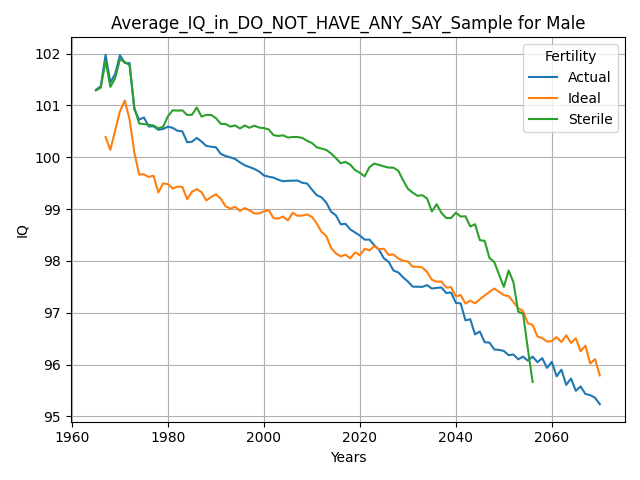 Average_IQ_in_DO_NOT_HAVE_ANY_SAY_Sample for Male
Fertility
Actual
Ideal
Sterile
102
101
100
99
98
97
96
95
IQ
1960
1980
2000
2020
2040
2060
Years